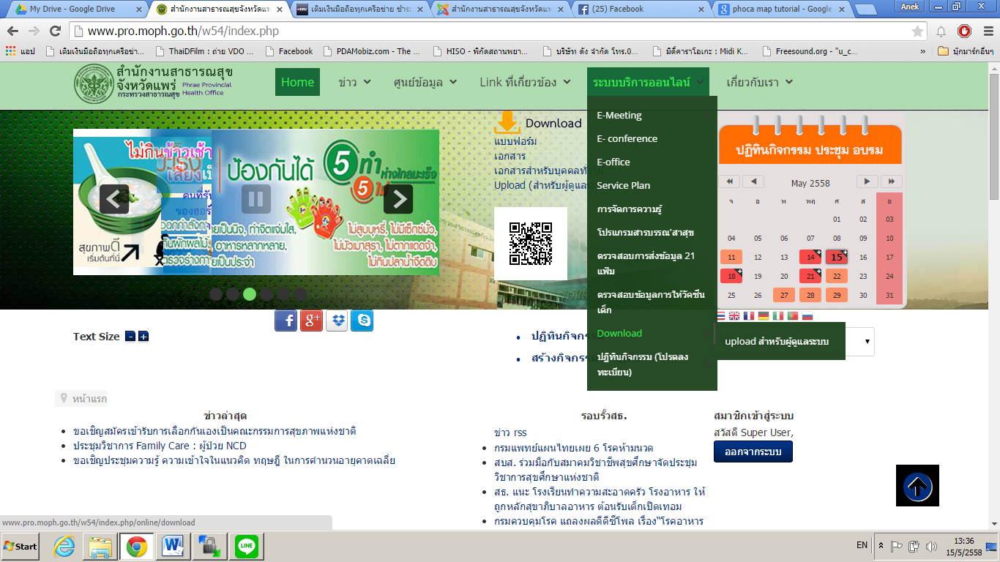 My Drive - Google Drive
สำนักงานสาธารณสุขจังหวัดแพ
เติมเงินมือถือทุกเครือข่าย ชำระ
สำนักงานสาธารณสุขจังหวัดแพ
(25) Facebook
phoca map tutorial - Google
Anek
www.pro.moph.go.th/w54/index.php
แอป
เติมเงินมือถือทุกเครือข่า...
ThaiDFilm : ถ่าย VDO ...
Facebook
PDAMobiz.com - The ...
HISO - พิกัดสถานพยา...
บริษัท ดัง จำกัด โทร.0...
มิดี้คาราโอเกะ : Midi K...
Freesound.org - "u_c...
»
บุ๊กมาร์กอื่นๆ
สำนักงานสาธารณสุข
จังหวัดแพร่
กระทรวงสาธารณสุข
Phrae Provincial
Health Office
Home
ข่าว
ศูนย์ข้อมูล
Link ที่เกี่ยวข้อง
ระบบบริการออนไลน์
เกี่ยวกับเรา
E-Meeting
E- conference
E-office
Service Plan
การจัดการความรู้
โปรแกรมสารบรรณ'สาสุข
ตรวจสอบการส่งข้อมูล 21
แฟ้ม
ตรวจสอบข้อมูลการให้วัคซีน
เด็ก
Download
ปฏิทินกิจกรรม (โปรดลง
ทะเบียน)
upload สำหรับผู้ดูแลระบบ
ไม่กินข้าวเช้า
สุขภาพดี
เริ่มต้นที่นี่
ป้องกันได้
5 ทำ
ห่างไกลมะเร็ง
5 ไม่
ายเป็นนิจ, ทำจิตแจ่มใส,
อาหารหลากหลาย,
ายเป็นประจำ
ไม่สูบบุหรี่, ไม่มีเซ็กซ์มั่ว,
ไม่มัวเมาสุรา, ไม่ตากแดดจ้า,
ไม่กินปลาน้ำจืดดิบ
Download
แบบฟอร์ม
เอกสาร
เอกสารสำหรับบุคคลทั่
Upload (สำหรับผู้ดูแล
ปฏิทินกิจกรรม ประชุม อบรม
May 2558
จ อ พ พฤ ศ ส อ
01 02 03
04 05 06 07 08 09 10
11 12 13 14 15 16 17
18 19 20 21 22 23 24
25 26 27 28 29 30 31
Text Size - +
ปฏิทินกิจกรรม
สร้างกิจกรรม
หน้าแรก
ข่าวล่าสุด
ขอเชิญสมัครเข้ารับการเลือกกันเองเป็นคณะกรรมการสุขภาพแห่งชาติ
ประชุมวิชาการ Family Care : ผู้ป่วย NCD
ขอเชิญประชุมความรู้ ความเข้าใจในแนวคิด ทฤษฎี ในการคำนวนอายุคาดเฉลี่ย
รอบรั้วสธ.
ข่าว rss
กรมแพทย์แผนไทยเผย 6 โรคห้ามนวด
สบส. ร่วมมือกับสมาคมวิชาชีพสุขศึกษาจัดประชุม
วิชาการสุขศึกษาแห่งชาติ
สธ. แนะ โรงเรียนทำความสะอาดครัว โรงอาหาร ให้
ถูกหลักสุขาภิบาลอาหาร ต้อนรับเด็กเปิดเทอม
กรมควบคุมโรค แถลงผลดีดีซีโพล เรื่อง“โรคอาหาร
สมาชิกเข้าสู่ระบบ
สวัสดี Super User,
ออกจากระบบ
www.pro.moph.go.th/w54/index.php/online/download
Start
EN
13:36
15/5/2558